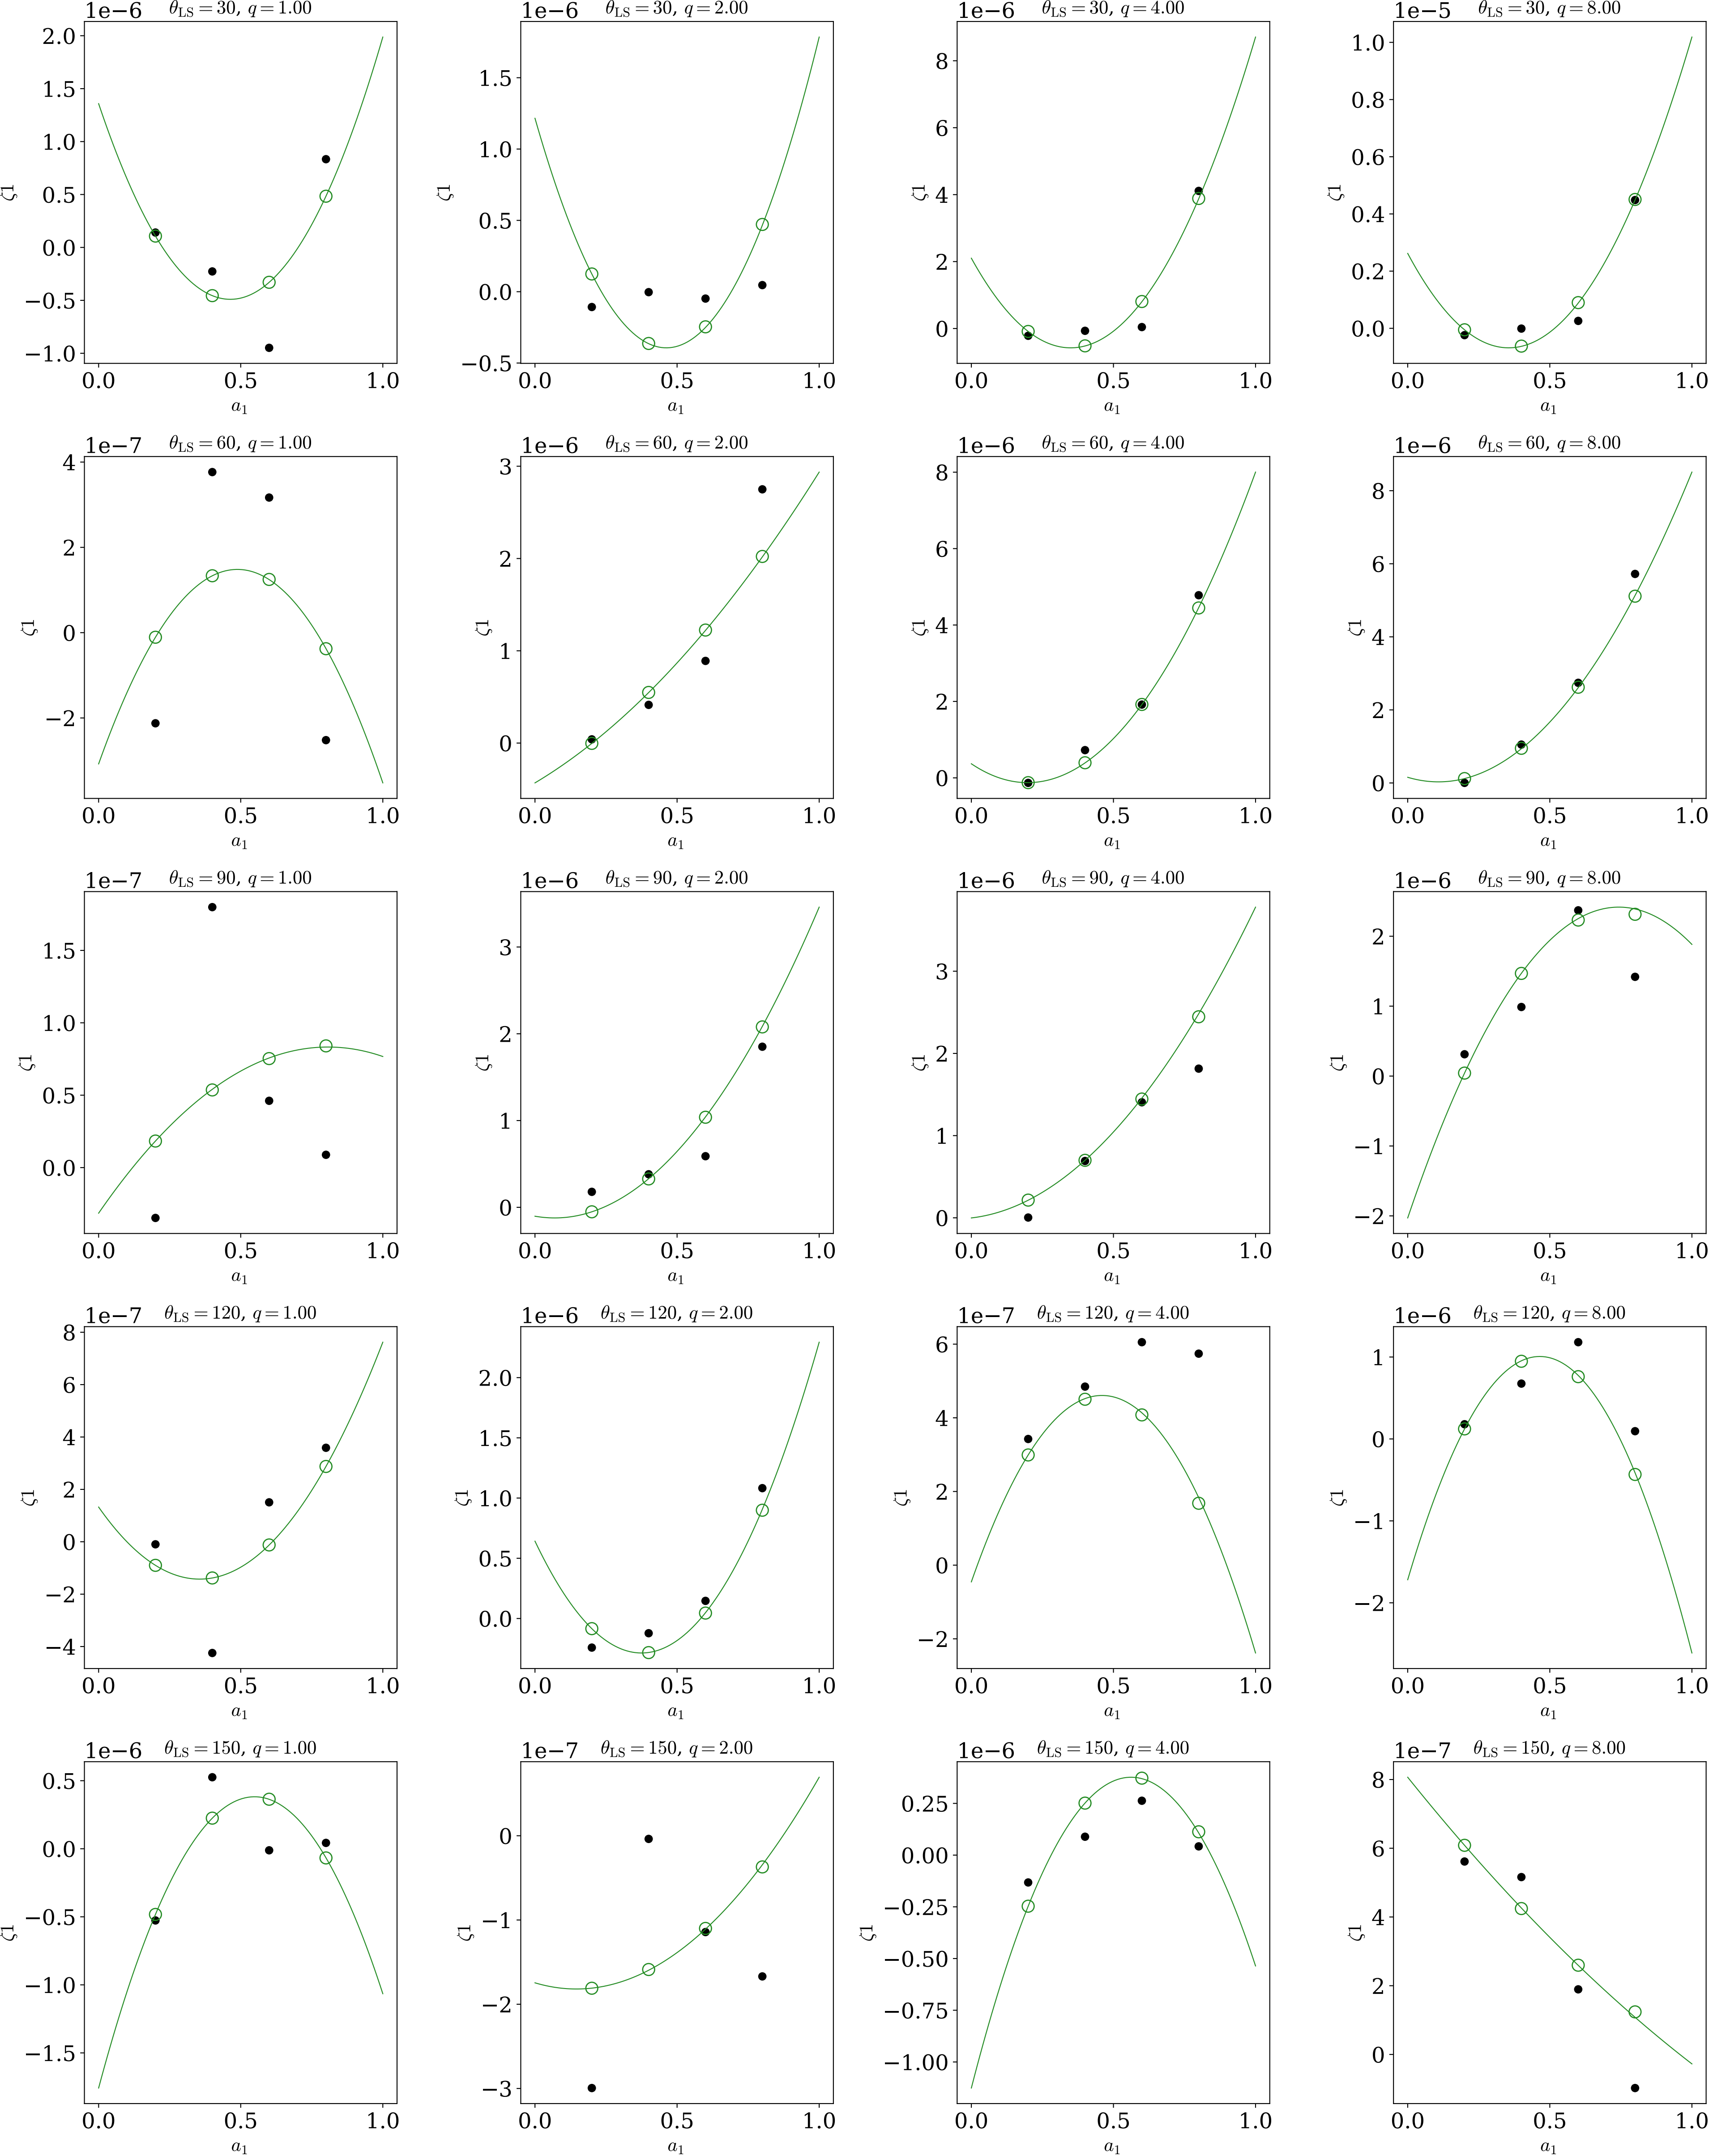 1e−6 θLS = 30, q = 1.00
2.0
1.5
1.0
0.5
0.0
−0.5
−1.0
ζ1
0.0 0.5 1.0
a1
1e−6 θLS = 30, q = 2.00
1.5
1.0
0.5
0.0
−0.5
ζ1
0.0 0.5 1.0
a1
1e−6 θLS = 30, q = 4.00
8
6
4
2
0
ζ1
0.0 0.5 1.0
a1
1e−5 θLS = 30, q = 8.00
1.0
0.8
0.6
0.4
0.2
0.0
ζ1
0.0 0.5 1.0
a1
1e−7 θLS = 60, q = 1.00
4
2
0
−2
ζ1
0.0 0.5 1.0
a1
1e−6 θLS = 60, q = 2.00
3
2
1
0
ζ1
0.0 0.5 1.0
a1
1e−6 θLS = 60, q = 4.00
8
6
4
2
0
ζ1
0.0 0.5 1.0
a1
1e−6 θLS = 60, q = 8.00
8
6
4
2
0
ζ1
0.0 0.5 1.0
a1
1e−7 θLS = 90, q = 1.00
1.5
1.0
0.5
0.0
ζ1
0.0 0.5 1.0
a1
1e−6 θLS = 90, q = 2.00
3
2
1
0
ζ1
0.0 0.5 1.0
a1
1e−6 θLS = 90, q = 4.00
3
2
1
0
ζ1
0.0 0.5 1.0
a1
1e−6 θLS = 90, q = 8.00
2
1
0
−1
−2
ζ1
0.0 0.5 1.0
a1
1e−7 θLS = 120, q = 1.00
8
6
4
2
0
−2
−4
ζ1
0.0 0.5 1.0
a1
1e−6 θLS = 120, q = 2.00
2.0
1.5
1.0
0.5
0.0
ζ1
0.0 0.5 1.0
a1
1e−7 θLS = 120, q = 4.00
6
4
2
0
−2
ζ1
0.0 0.5 1.0
a1
1e−6 θLS = 120, q = 8.00
1
0
−1
−2
ζ1
0.0 0.5 1.0
a1
1e−6 θLS = 150, q = 1.00
0.5
0.0
−0.5
−1.0
−1.5
ζ1
0.0 0.5 1.0
a1
1e−7 θLS = 150, q = 2.00
0
−1
−2
−3
ζ1
0.0 0.5 1.0
a1
1e−6 θLS = 150, q = 4.00
0.25
0.00
−0.25
−0.50
−0.75
−1.00
ζ1
0.0 0.5 1.0
a1
1e−7 θLS = 150, q = 8.00
8
6
4
2
0
ζ1
0.0 0.5 1.0
a1